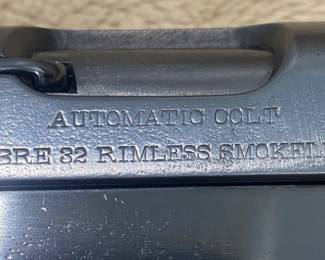 AUTOMATIC COLT
BRE 32 RIMLESS SMOKEL